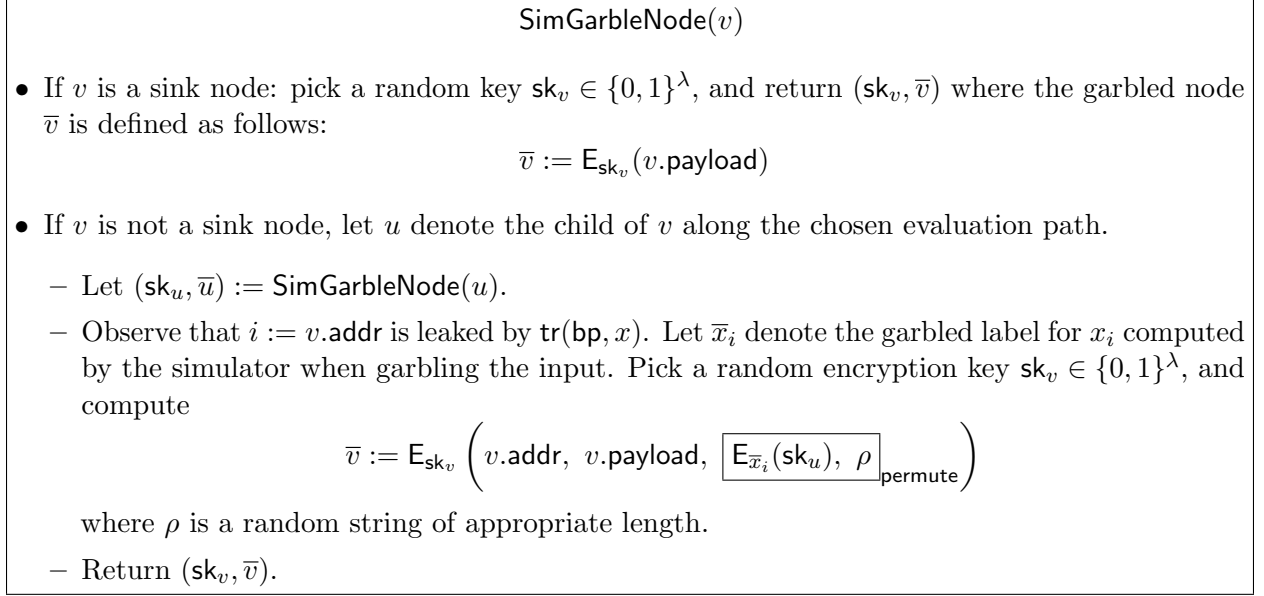 SimGarbleNode(v)
• If v is a sink node: pick a random key sk_v ∈ {0, 1}^λ, and return (sk_v, v̅) where the garbled node
v̅ is defined as follows:
v̅ := E_{sk_v}(v.payload)
• If v is not a sink node, let u denote the child of v along the chosen evaluation path.
– Let (sk_u, u̅) := SimGarbleNode(u).
– Observe that i := v.addr is leaked by tr(bp, x). Let x̅_i denote the garbled label for x_i computed
by the simulator when garbling the input. Pick a random encryption key sk_v ∈ {0, 1}^λ, and
compute
v̅ := E_{sk_v} ( v.addr, v.payload, E_{x̅_i}(sk_u), ρ permute )
where ρ is a random string of appropriate length.
– Return (sk_v, v̅).